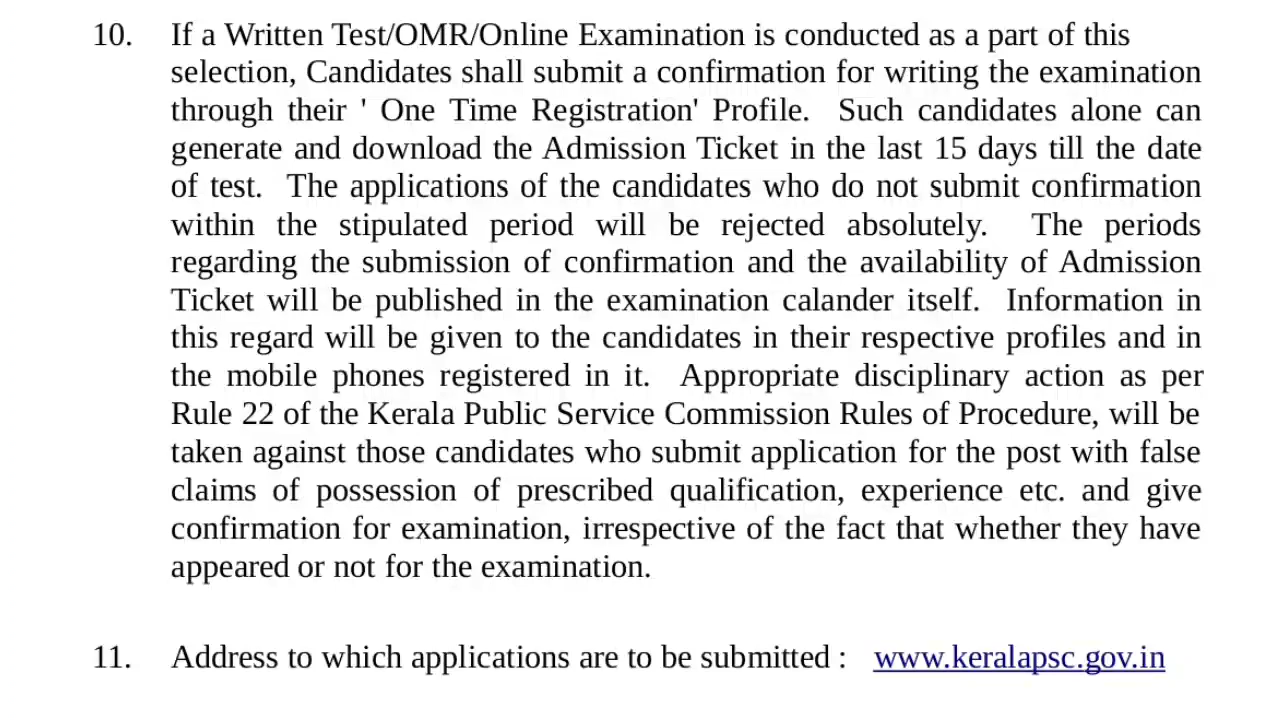 10. If a Written Test/OMR/Online Examination is conducted as a part of this
selection, Candidates shall submit a confirmation for writing the examination
through their ' One Time Registration' Profile. Such candidates alone can
generate and download the Admission Ticket in the last 15 days till the date
of test. The applications of the candidates who do not submit confirmation
within the stipulated period will be rejected absolutely. The periods
regarding the submission of confirmation and the availability of Admission
Ticket will be published in the examination calander itself. Information in
this regard will be given to the candidates in their respective profiles and in
the mobile phones registered in it. Appropriate disciplinary action as per
Rule 22 of the Kerala Public Service Commission Rules of Procedure, will be
taken against those candidates who submit application for the post with false
claims of possession of prescribed qualification, experience etc. and give
confirmation for examination, irrespective of the fact that whether they have
appeared or not for the examination.
11. Address to which applications are to be submitted : www.keralapsc.gov.in